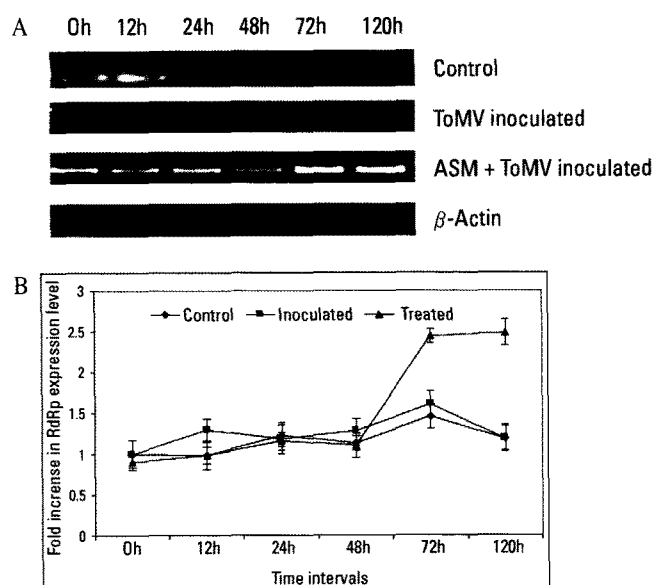 A
0h 12h 24h 48h 72h 120h
Control
ToMV inoculated
ASM + ToMV inoculated
β-Actin
B
Fold increase in RdRp expression level
3
2.5
2
1.5
1
0.5
0
Control Inoculated Treated
0h 12h 24h 48h 72h 120h
Time intervals